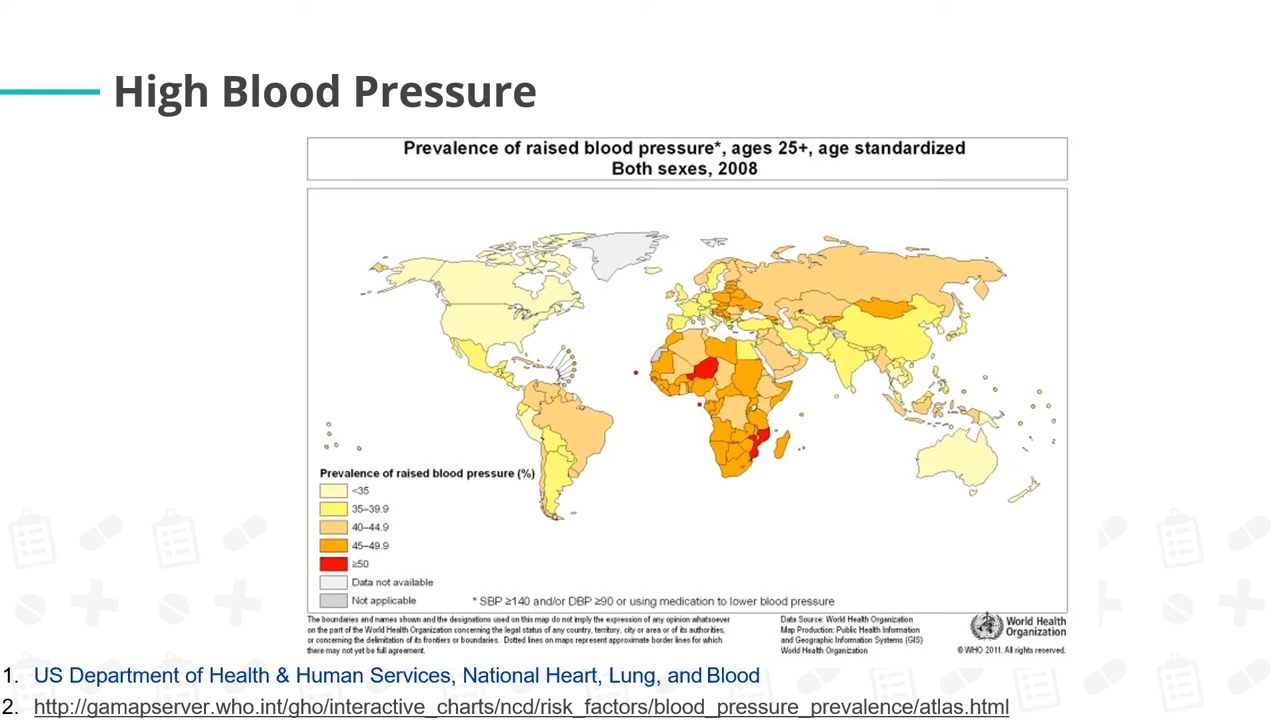 High Blood Pressure
Prevalence of raised blood pressure*, ages 25+, age standardized
Both sexes, 2008
Prevalence of raised blood pressure (%)
<35
35–39.9
40–44.9
45–49.9
≥50
Data not available
Not applicable
* SBP ≥140 and/or DBP ≥90 or using medication to lower blood pressure
The boundaries and names shown and the designations used on this map do not imply the expression of any opinion whatsoever
on the part of the World Health Organization concerning the legal status of any country, territory, city or area or of its authorities,
or concerning the delimitation of its frontiers or boundaries. Dotted lines on maps represent approximate border lines for which
there may not yet be full agreement.
Data Source: World Health Organization
Map Production: Public Health Information
and Geographic Information Systems (GIS)
World Health Organization
World Health
Organization
© WHO 2011. All rights reserved.
1. US Department of Health & Human Services, National Heart, Lung, and Blood
2. http://gamapserver.who.int/gho/interactive_charts/ncd/risk_factors/blood_pressure_prevalence/atlas.html